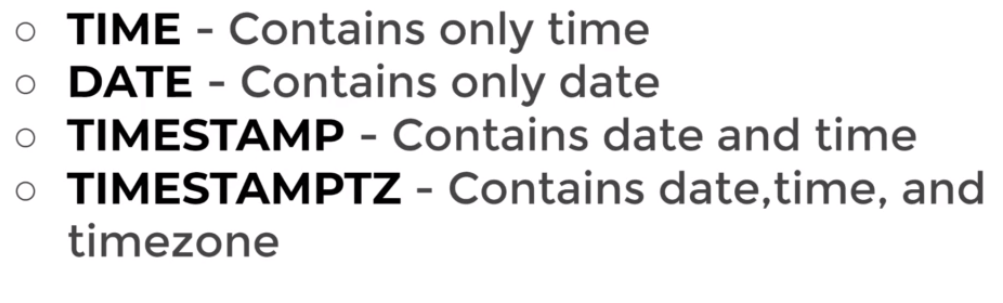 ○ TIME - Contains only time
○ DATE - Contains only date
○ TIMESTAMP - Contains date and time
○ TIMESTAMPTZ - Contains date,time, and
timezone